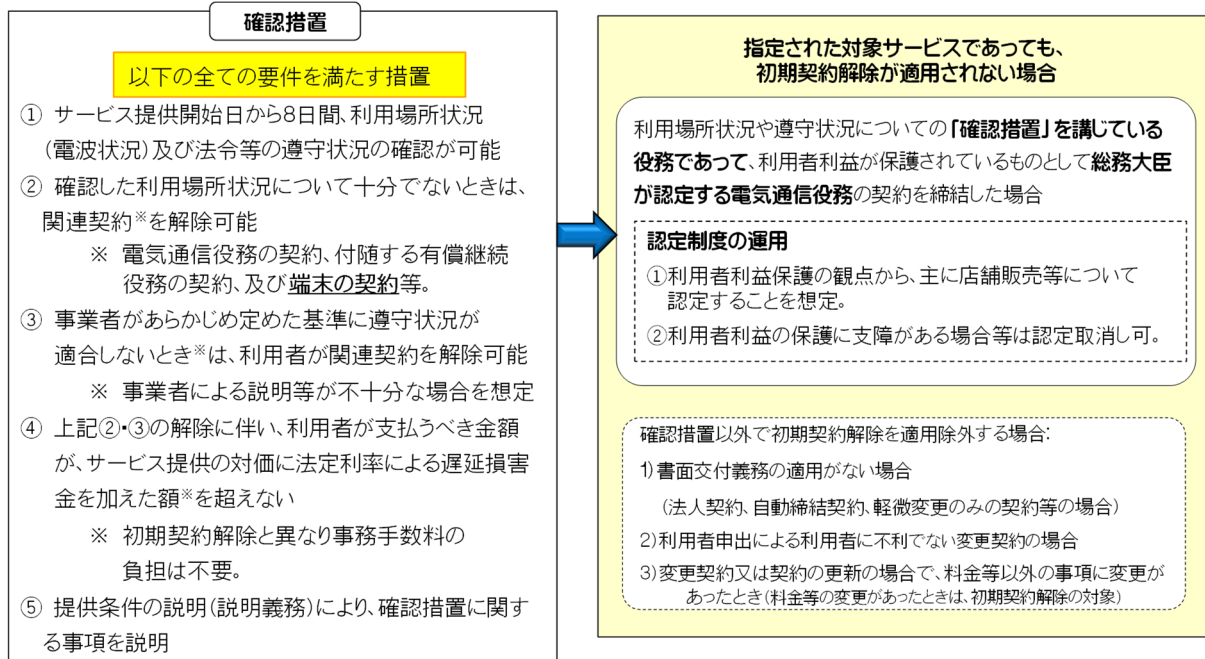 確認措置
以下の全ての要件を満たす措置
① サービス提供開始日から8日間、利用場所状況
(電波状況)及び法令等の遵守状況の確認が可能
② 確認した利用場所状況について十分でないときは、
関連契約※を解除可能
※ 電気通信役務の契約、付随する有償継続
役務の契約、及び端末の契約等。
③ 事業者があらかじめ定めた基準に遵守状況が
適合しないとき※は、利用者が関連契約を解除可能
※ 事業者による説明等が不十分な場合を想定
④ 上記②・③の解除に伴い、利用者が支払うべき金額
が、サービス提供の対価に法定利率による遅延損害
金を加えた額※を超えない
※ 初期契約解除と異なり事務手数料の
負担は不要。
⑤ 提供条件の説明(説明義務)により、確認措置に関す
る事項を説明
指定された対象サービスであっても、
初期契約解除が適用されない場合
利用場所状況や遵守状況についての「確認措置」を講じている
役務であって、利用者利益が保護されているものとして総務大臣
が認定する電気通信役務の契約を締結した場合
認定制度の運用
①利用者利益保護の観点から、主に店舗販売等について
認定することを想定。
②利用者利益の保護に支障がある場合等は認定取消し可。
確認措置以外で初期契約解除を適用除外する場合:
1)書面交付義務の適用がない場合
(法人契約、自動締結契約、軽微変更のみの契約等の場合)
2)利用者申出による利用者に不利でない変更契約の場合
3)変更契約又は契約の更新の場合で、料金等以外の事項に変更が
あったとき(料金等の変更があったときは、初期契約解除の対象)